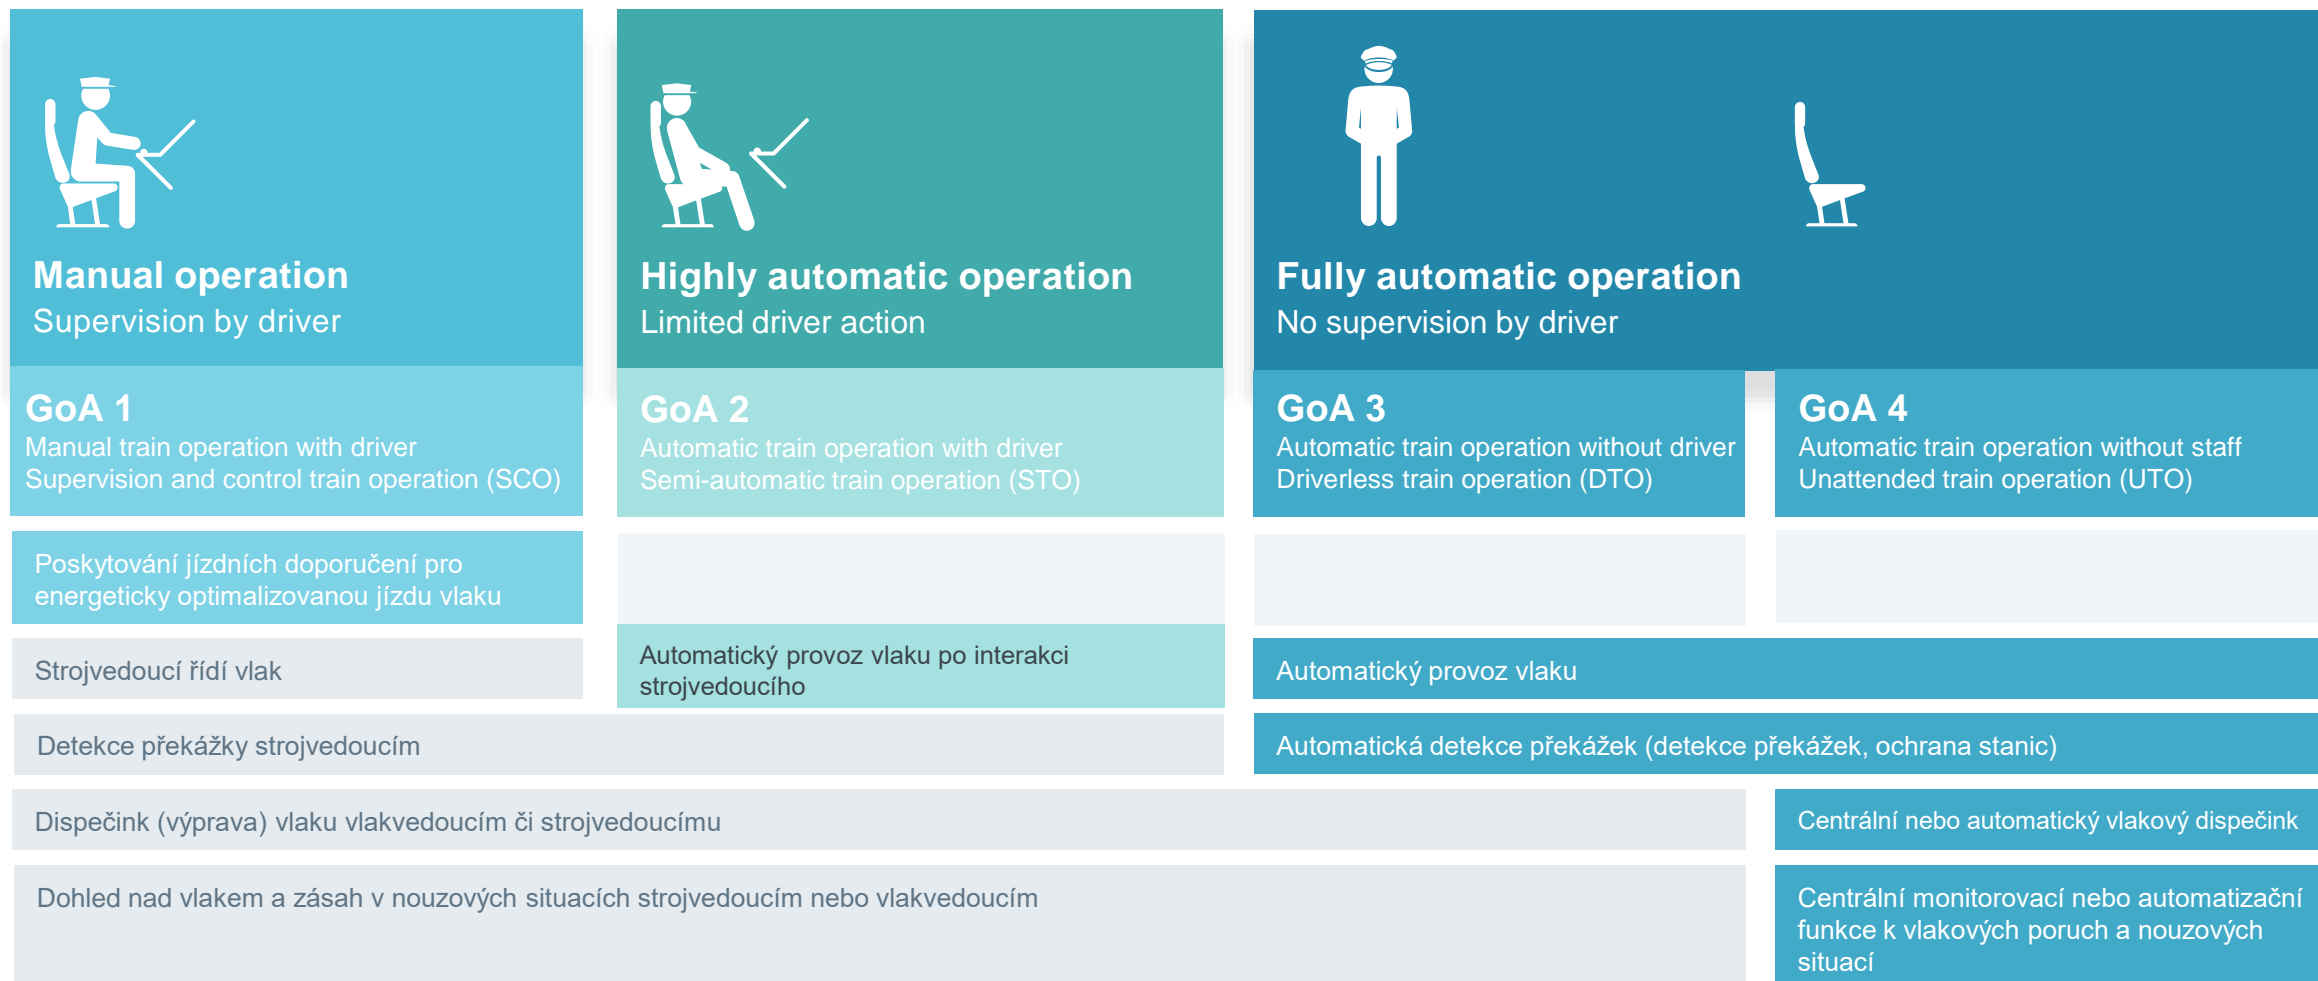 Manual operation
Supervision by driver
Highly automatic operation
Limited driver action
Fully automatic operation
No supervision by driver
GoA 1
Manual train operation with driver
Supervision and control train operation (SCO)
GoA 2
Automatic train operation with driver
Semi-automatic train operation (STO)
GoA 3
Automatic train operation without driver
Driverless train operation (DTO)
GoA 4
Automatic train operation without staff
Unattended train operation (UTO)
Poskytování jízdních doporučení pro
energeticky optimalizovanou jízdu vlaku
Strojvedoucí řídí vlak
Automatický provoz vlaku po interakci
strojvedoucího
Automatický provoz vlaku
Detekce překážky strojvedoucím
Automatická detekce překážek (detekce překážek, ochrana stanic)
Dispečink (výprava) vlaku vlakvedoucím či strojvedoucímu
Centrální nebo automatický vlakový dispečink
Dohled nad vlakem a zásah v nouzových situacích strojvedoucím nebo vlakvedoucím
Centrální monitorovací nebo automatizační
funkce k vlakových poruch a nouzových
situací